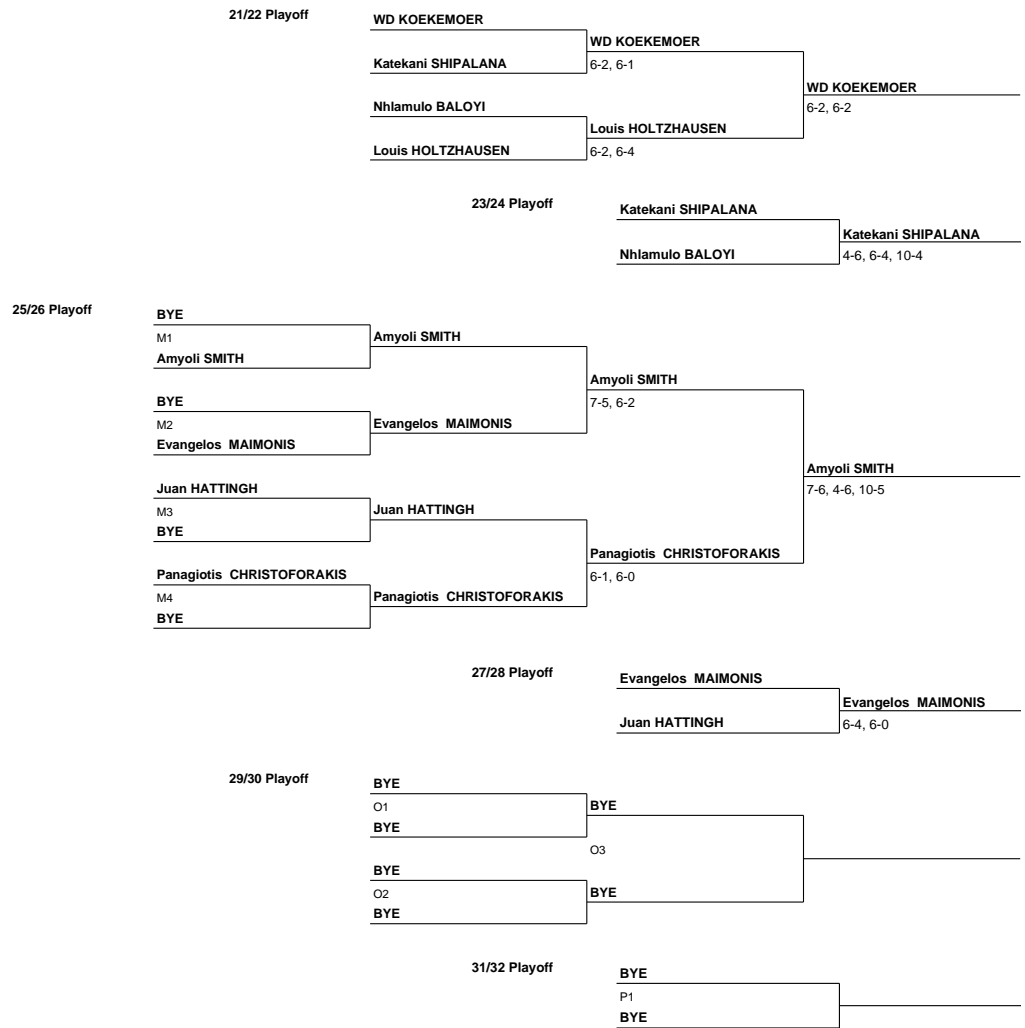 21/22 Playoff
WD KOEKEMOER
WD KOEKEMOER
Katekani SHIPALANA
6-2, 6-1
WD KOEKEMOER
Nhlamulo BALOYI
6-2, 6-2
Louis HOLTZHAUSEN
Louis HOLTZHAUSEN
6-2, 6-4
23/24 Playoff
Katekani SHIPALANA
Katekani SHIPALANA
Nhlamulo BALOYI
4-6, 6-4, 10-4
25/26 Playoff
BYE
M1
Amyoli SMITH
Amyoli SMITH
Amyoli SMITH
BYE
7-5, 6-2
M2
Evangelos MAIMONIS
Evangelos MAIMONIS
Amyoli SMITH
Juan HATTINGH
7-6, 4-6, 10-5
M3
Juan HATTINGH
BYE
Panagiotis CHRISTOFORAKIS
Panagiotis CHRISTOFORAKIS
6-1, 6-0
M4
Panagiotis CHRISTOFORAKIS
BYE
27/28 Playoff
Evangelos MAIMONIS
Evangelos MAIMONIS
Juan HATTINGH
6-4, 6-0
29/30 Playoff
BYE
O1
BYE
BYE
O3
BYE
O2
BYE
BYE
31/32 Playoff
BYE
P1
BYE